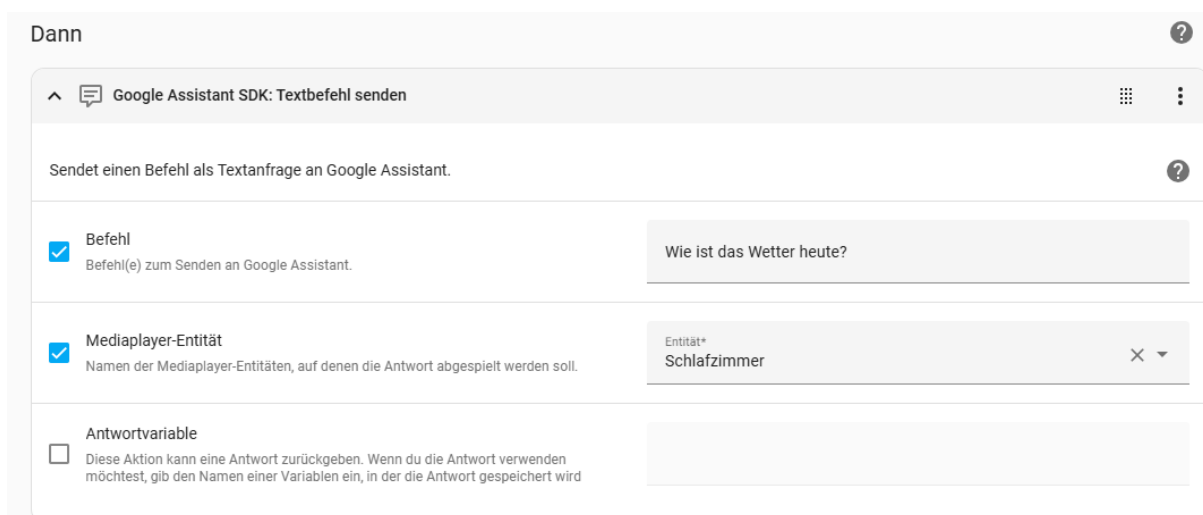 Dann
Google Assistant SDK: Textbefehl senden
Sendet einen Befehl als Textanfrage an Google Assistant.
Befehl
Befehl(e) zum Senden an Google Assistant.
Wie ist das Wetter heute?
Mediaplayer-Entität
Namen der Mediaplayer-Entitäten, auf denen die Antwort abgespielt werden soll.
Entität*
Schlafzimmer
Antwortvariable
Diese Aktion kann eine Antwort zurückgeben. Wenn du die Antwort verwenden
möchtest, gib den Namen einer Variablen ein, in der die Antwort gespeichert wird